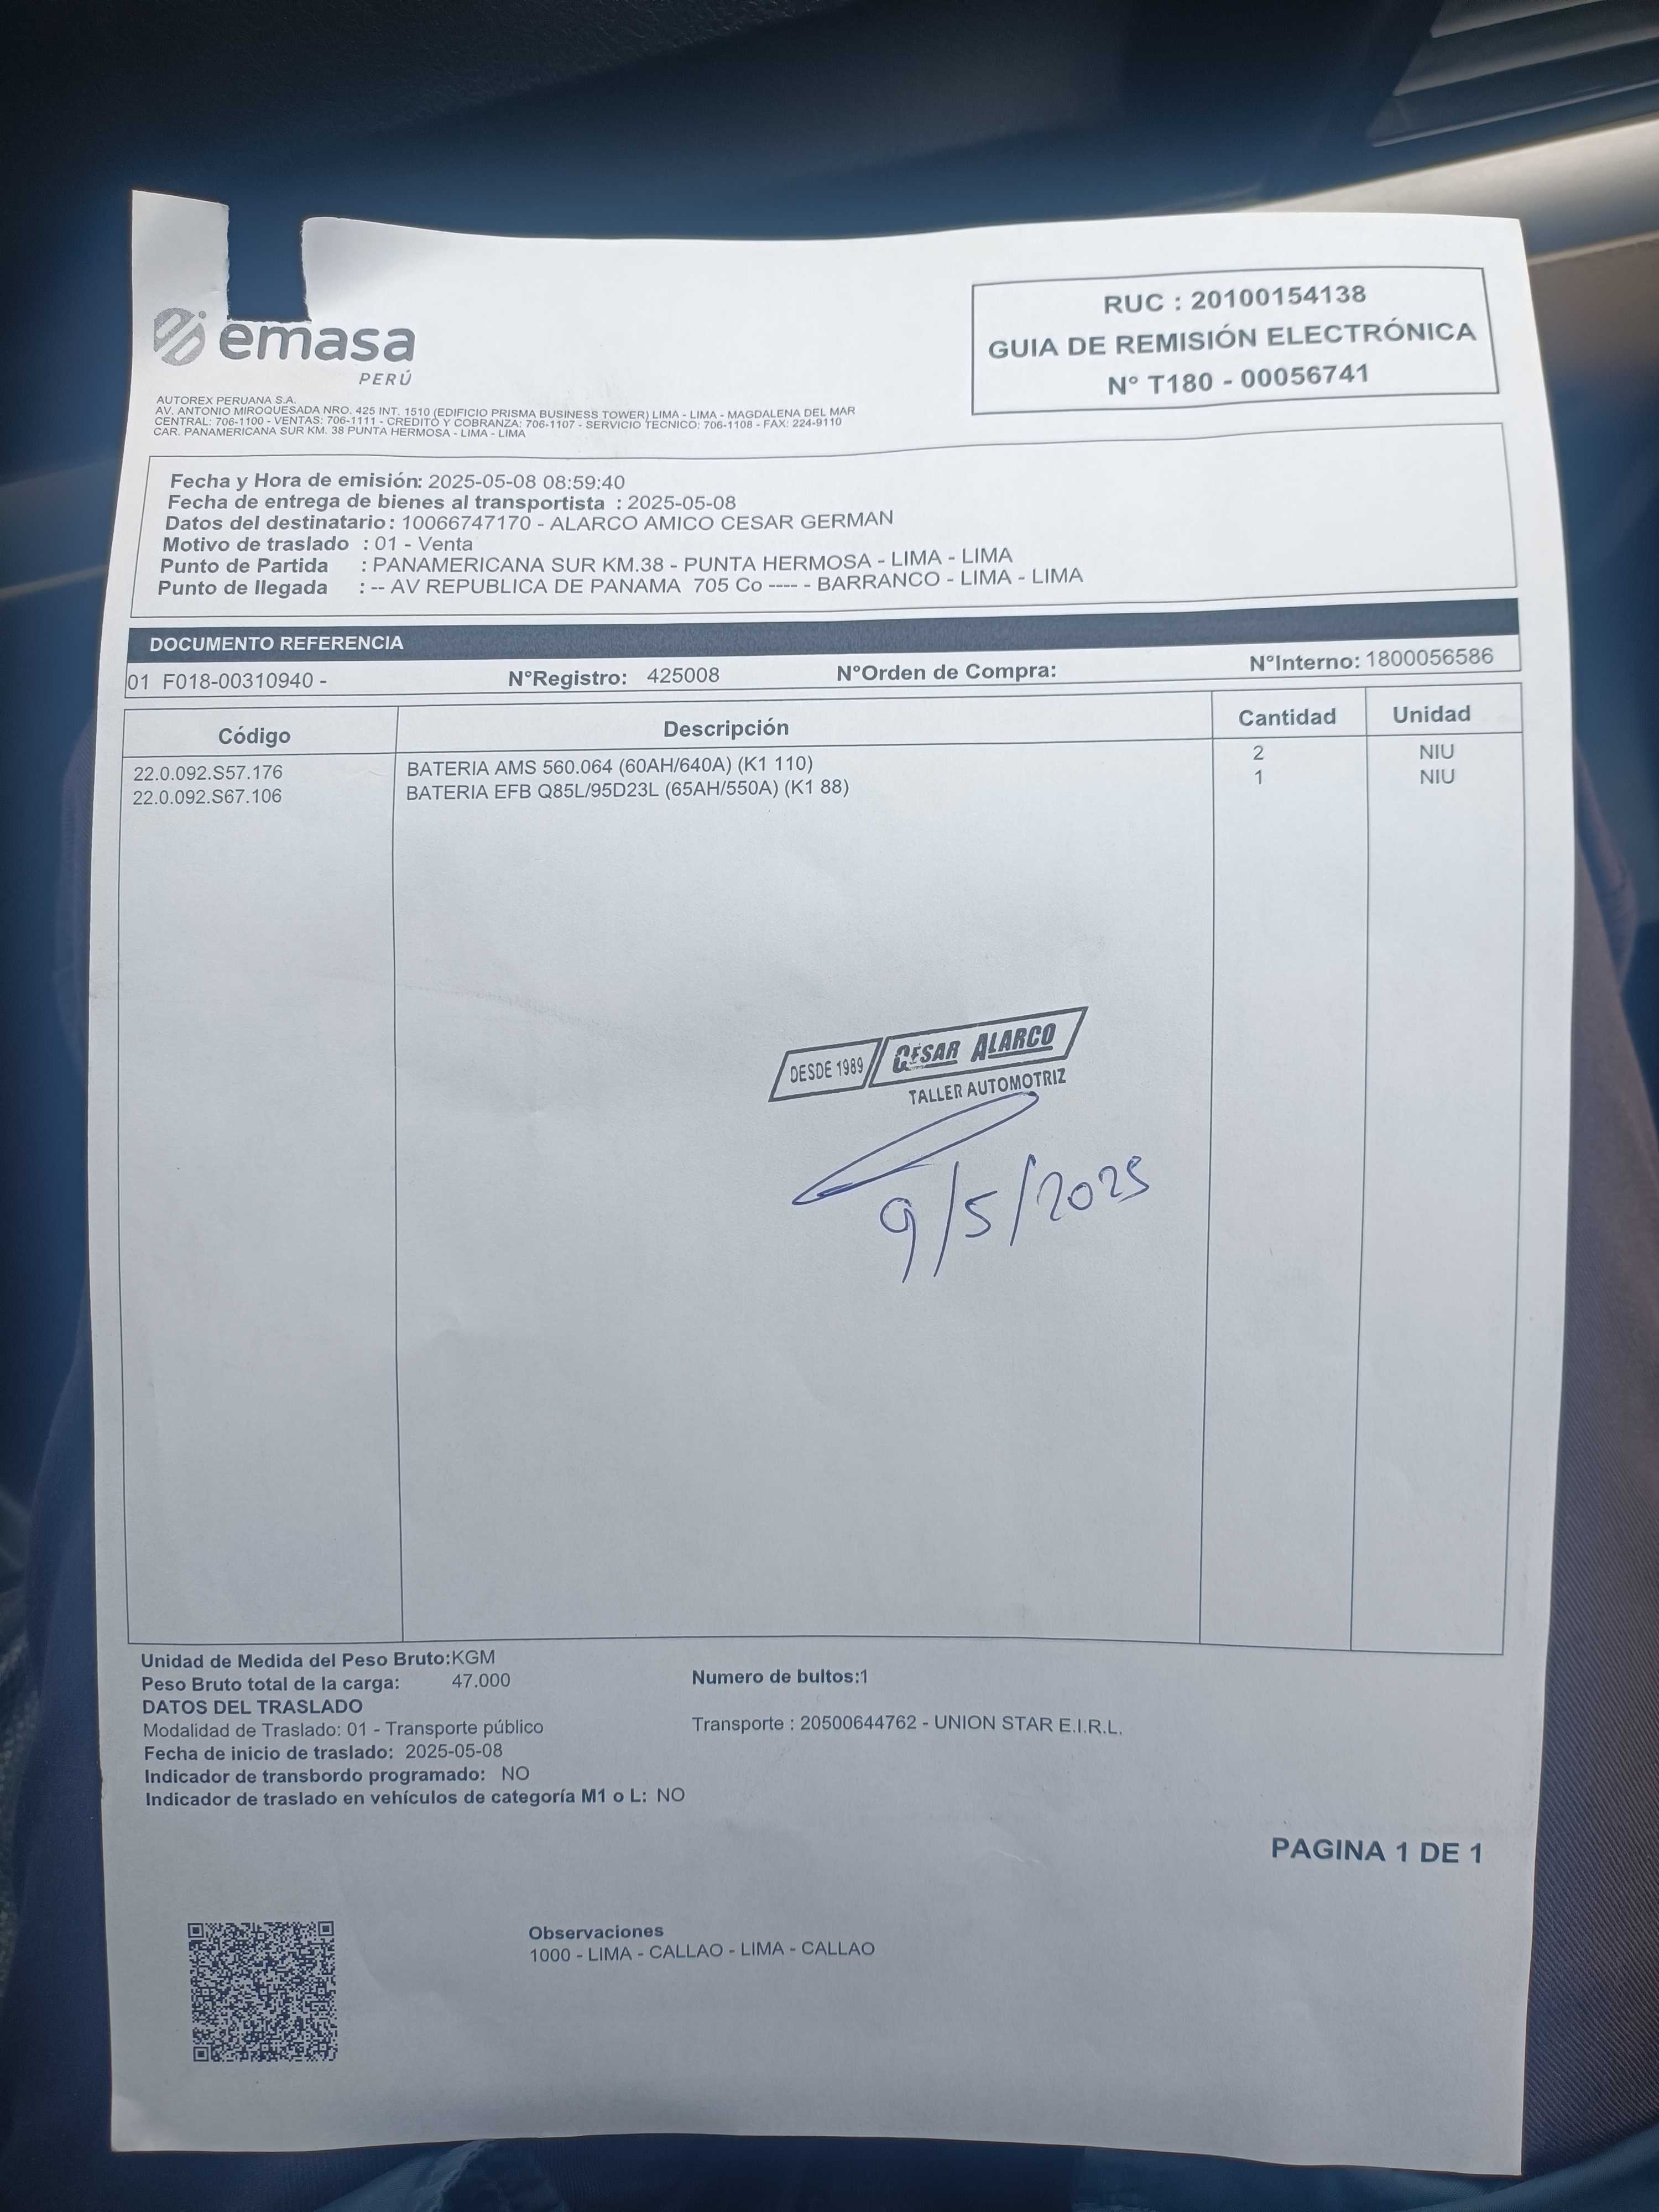 emasa
PERÚ
RUC : 20100154138
GUIA DE REMISIÓN ELECTRÓNICA
N° T180 - 00056741
AUTOREX PERUANA S.A.
AV. ANTONIO MIROQUESADA NRO. 425 INT. 1510 (EDIFICIO PRISMA BUSINESS TOWER) LIMA - LIMA - MAGDALENA DEL MAR
CENTRAL: 706-1100 - VENTAS: 706-1111 - CREDITO Y COBRANZA: 706-1107 - SERVICIO TECNICO: 706-1108 - FAX: 224-9110
CAR. PANAMERICANA SUR KM. 38 PUNTA HERMOSA - LIMA - LIMA
Fecha y Hora de emisión: 2025-05-08 08:59:40
Fecha de entrega de bienes al transportista : 2025-05-08
Datos del destinatario : 10066747170 - ALARCO AMICO CESAR GERMAN
Motivo de traslado : 01 - Venta
Punto de Partida : PANAMERICANA SUR KM.38 - PUNTA HERMOSA - LIMA - LIMA
Punto de llegada : -- AV REPUBLICA DE PANAMA 705 Co ---- - BARRANCO - LIMA - LIMA
DOCUMENTO REFERENCIA
01 F018-00310940 - N°Registro: 425008 N°Orden de Compra: N°Interno: 1800056586
Código Descripción Cantidad Unidad
22.0.092.S57.176 BATERIA AMS 560.064 (60AH/640A) (K1 110) 2 NIU
22.0.092.S67.106 BATERIA EFB Q85L/95D23L (65AH/550A) (K1 88) 1 NIU
DESDE 1989 CESAR ALARCO
TALLER AUTOMOTRIZ
9/5/2025
Unidad de Medida del Peso Bruto:KGM
Peso Bruto total de la carga: 47.000 Numero de bultos:1
DATOS DEL TRASLADO
Modalidad de Traslado: 01 - Transporte público Transporte : 20500644762 - UNION STAR E.I.R.L.
Fecha de inicio de traslado: 2025-05-08
Indicador de transbordo programado: NO
Indicador de traslado en vehículos de categoría M1 o L: NO
PAGINA 1 DE 1
Observaciones
1000 - LIMA - CALLAO - LIMA - CALLAO